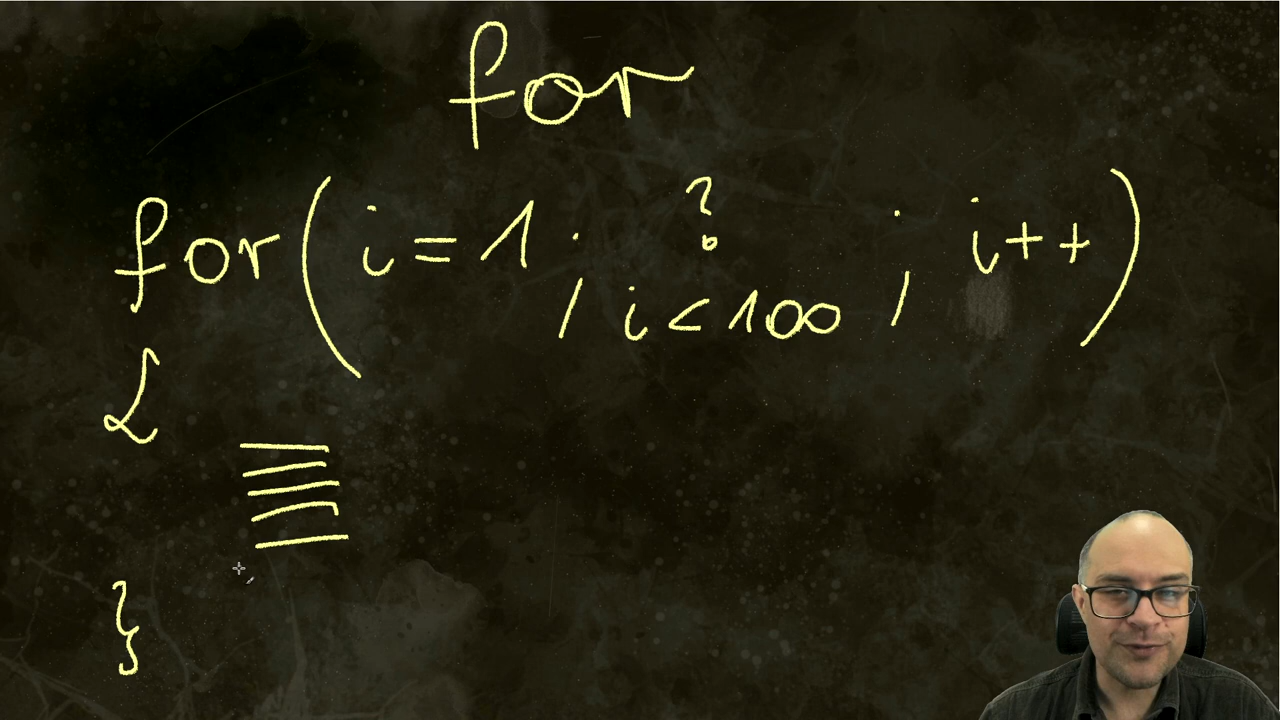 for
for( i = 1 ; i < 100 ; i++)
?
{
}